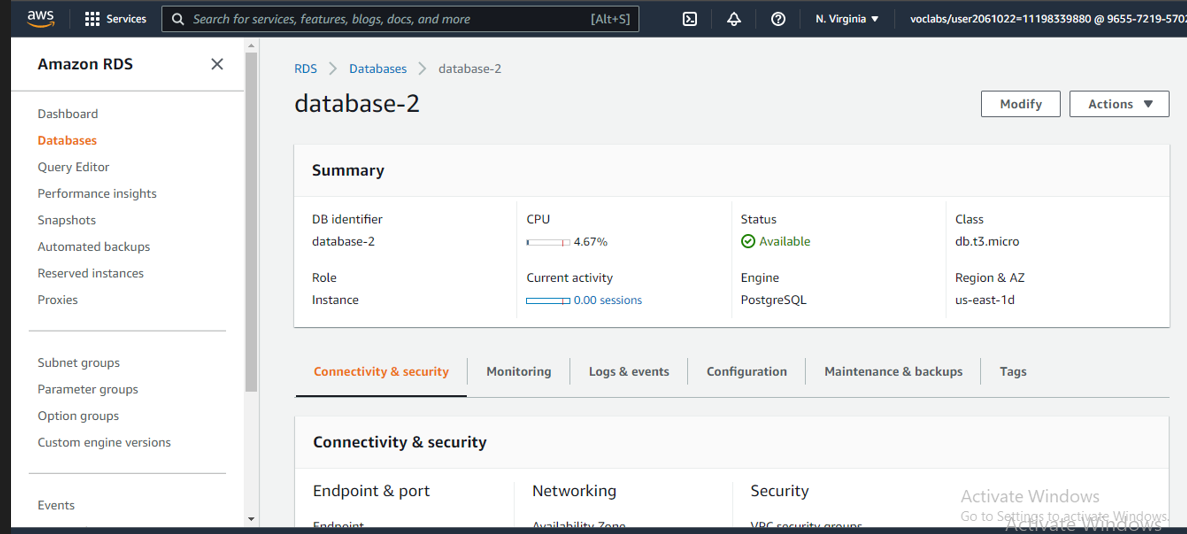 aws
Services
Search for services, features, blogs, docs, and more
[Alt+S]
N. Virginia ▼
voclabs/user2061022=11198339880 @ 9655-7219-570
Amazon RDS
Dashboard
Databases
Query Editor
Performance insights
Snapshots
Automated backups
Reserved instances
Proxies
Subnet groups
Parameter groups
Option groups
Custom engine versions
Events
RDS > Databases > database-2
database-2
Modify
Actions ▼
Summary
DB identifier
database-2
CPU
4.67%
Status
Available
Class
db.t3.micro
Role
Instance
Current activity
0.00 sessions
Engine
PostgreSQL
Region & AZ
us-east-1d
Connectivity & security
Monitoring
Logs & events
Configuration
Maintenance & backups
Tags
Connectivity & security
Endpoint & port
Networking
Security
Endpoint
Availability Zone
VPC security groups
Activate Windows
Go to Settings to activate Windows.
Activate Windows